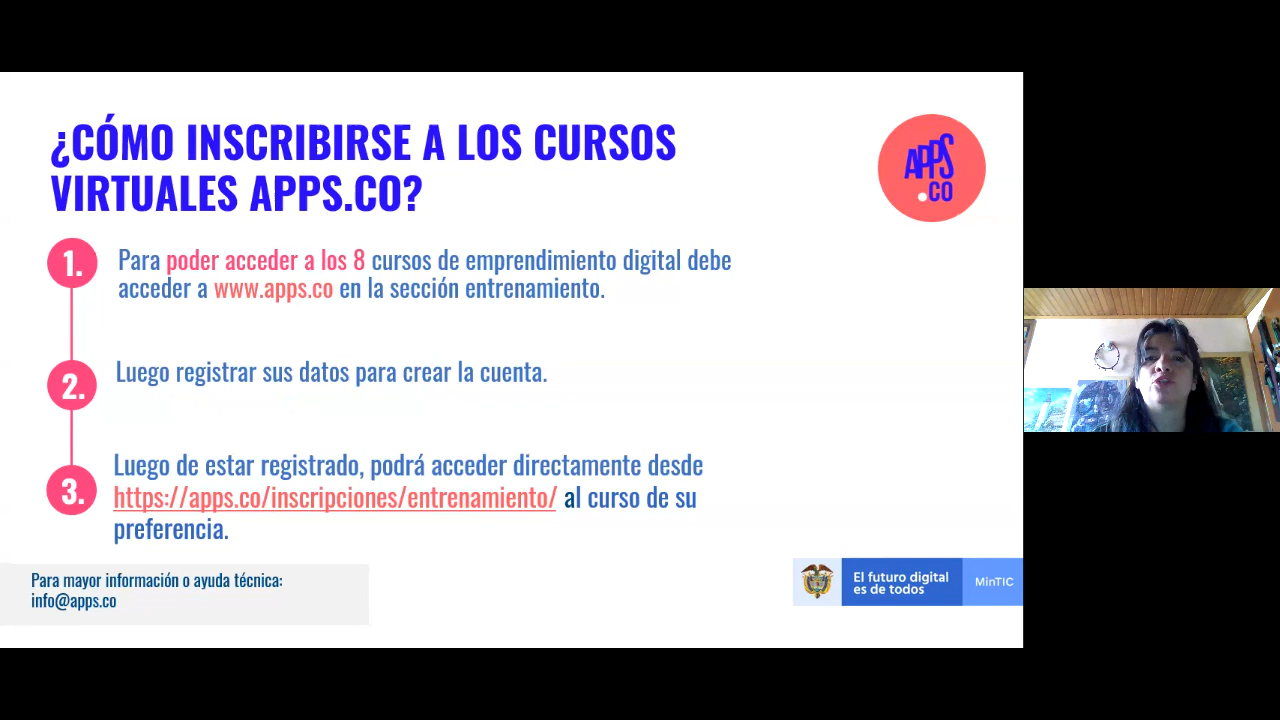 ¿CÓMO INSCRIBIRSE A LOS CURSOS
VIRTUALES APPS.CO?
APPS
.CO
1. Para poder acceder a los 8 cursos de emprendimiento digital debe
acceder a www.apps.co en la sección entrenamiento.
2. Luego registrar sus datos para crear la cuenta.
3. Luego de estar registrado, podrá acceder directamente desde
https://apps.co/inscripciones/entrenamiento/ al curso de su
preferencia.
Para mayor información o ayuda técnica:
info@apps.co
El futuro digital
es de todos
MinTIC